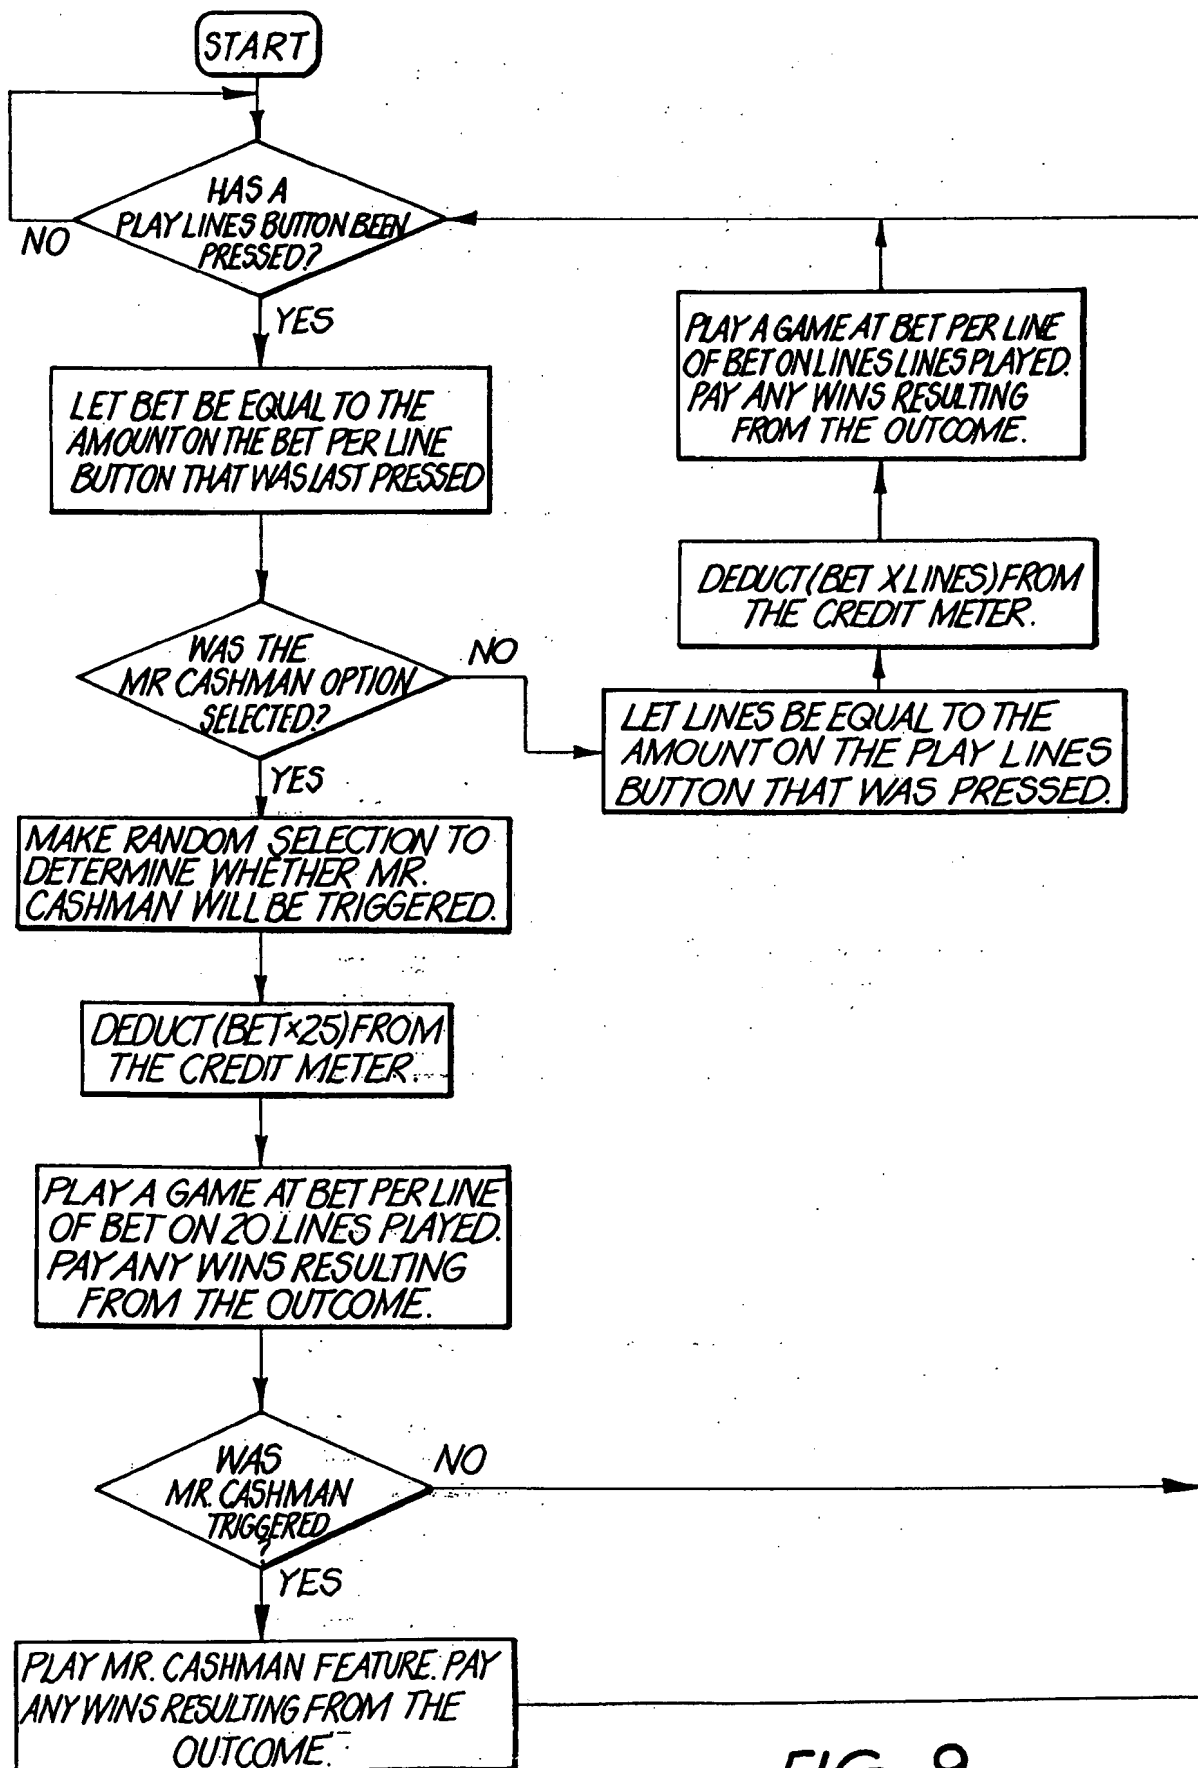 START
HAS A
PLAY LINES BUTTON BEEN
PRESSED?
NO
YES
LET BET BE EQUAL TO THE
AMOUNT ON THE BET PER LINE
BUTTON THAT WAS LAST PRESSED
WAS THE
MR CASHMAN OPTION
SELECTED?
NO
YES
PLAY A GAME AT BET PER LINE
OF BET ON LINES LINES PLAYED.
PAY ANY WINS RESULTING
FROM THE OUTCOME.
DEDUCT (BET X LINES) FROM
THE CREDIT METER.
LET LINES BE EQUAL TO THE
AMOUNT ON THE PLAY LINES
BUTTON THAT WAS PRESSED.
MAKE RANDOM SELECTION TO
DETERMINE WHETHER MR.
CASHMAN WILL BE TRIGGERED.
DEDUCT (BET×25) FROM
THE CREDIT METER.
PLAY A GAME AT BET PER LINE
OF BET ON 20 LINES PLAYED.
PAY ANY WINS RESULTING
FROM THE OUTCOME.
WAS
MR. CASHMAN
TRIGGERED
?
NO
YES
PLAY MR. CASHMAN FEATURE. PAY
ANY WINS RESULTING FROM THE
OUTCOME.
FIG. 9